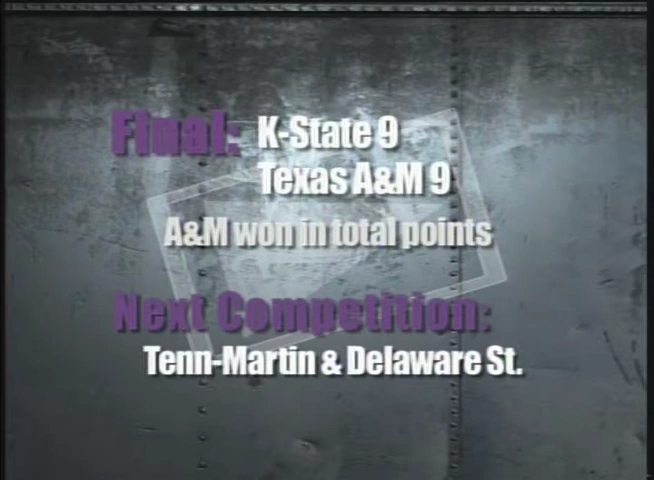 Final: K-State 9
Texas A&M 9
A&M won in total points
Next Competition:
Tenn-Martin & Delaware St.